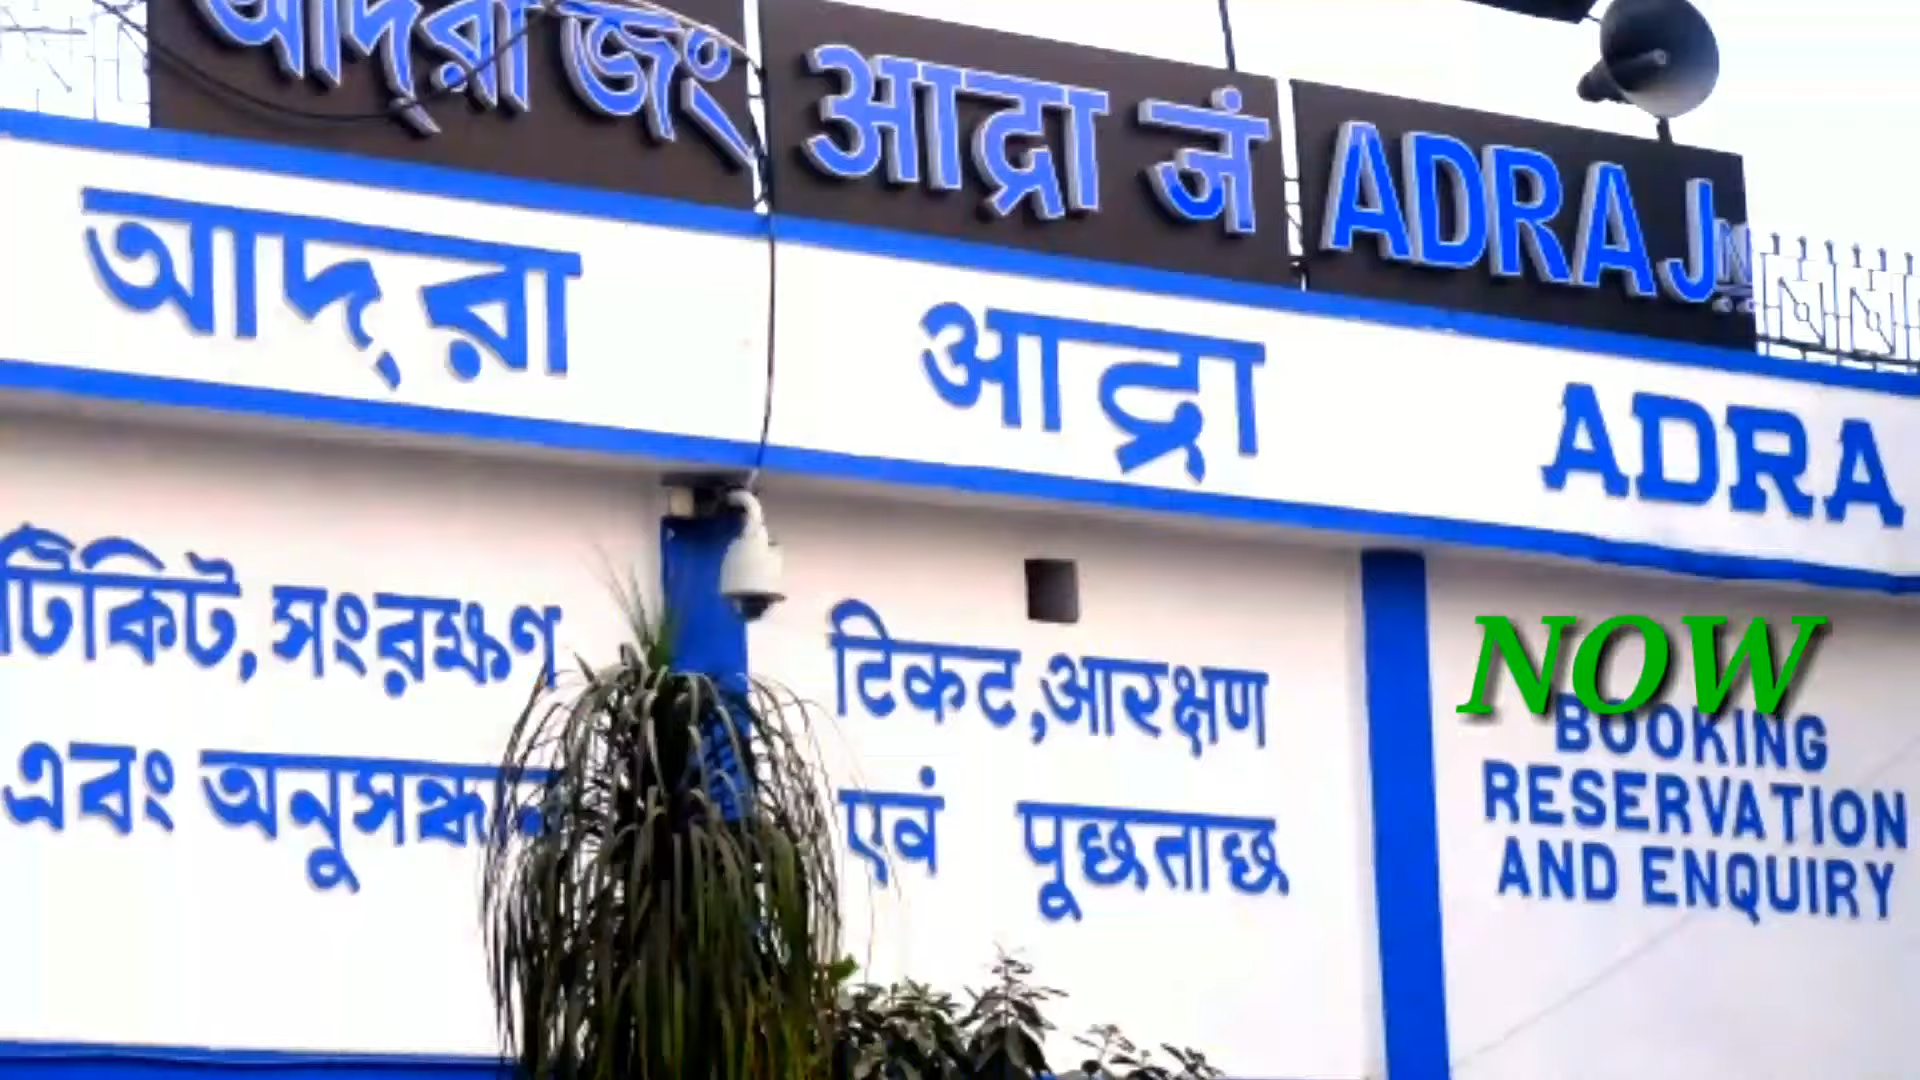 আদ্‌রা জং
आद्रा जं
ADRA JN.
আদ্‌রা
आद्रा
ADRA
টিকিট, সংরক্ষণ
এবং অনুসন্ধান
टिकट, आरक्षण
एवं पूछताछ
NOW
BOOKING
RESERVATION
AND ENQUIRY